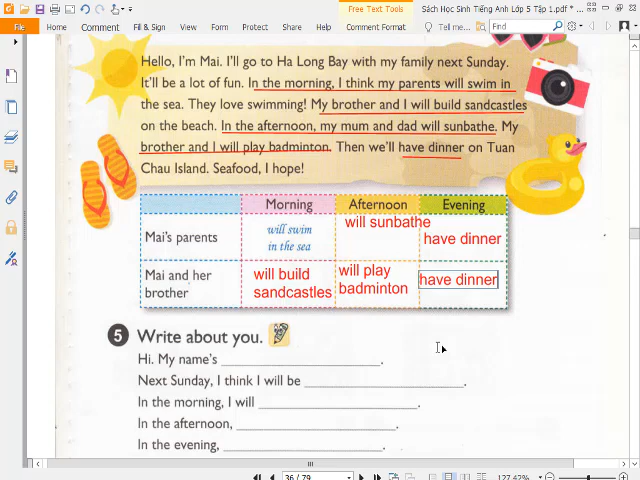 Free Text Tools
Sách Học Sinh Tiếng Anh Lớp 5 Tập 1.pdf *
File
Home
Comment
Fill & Sign
Organize
View
Form
Protect
Share
Help
Comment Format
Tell me...
Find
Hello, I'm Mai. I'll go to Ha Long Bay with my family next Sunday.
It'll be a lot of fun. In the morning, I think my parents will swim in
the sea. They love swimming! My brother and I will build sandcastles
on the beach. In the afternoon, my mum and dad will sunbathe. My
brother and I will play badminton. Then we'll have dinner on Tuan
Chau Island. Seafood, I hope!
Morning Afternoon Evening
Mai's parents
will swim
in the sea
will sunbathe
have dinner
Mai and her
brother
will build
sandcastles
will play
badminton
have dinner
5 Write about you.
Hi. My name's ____________.
Next Sunday, I think I will be ____________.
In the morning, I will ____________.
In the afternoon, ____________.
In the evening, ____________.
36 / 79
127.42%